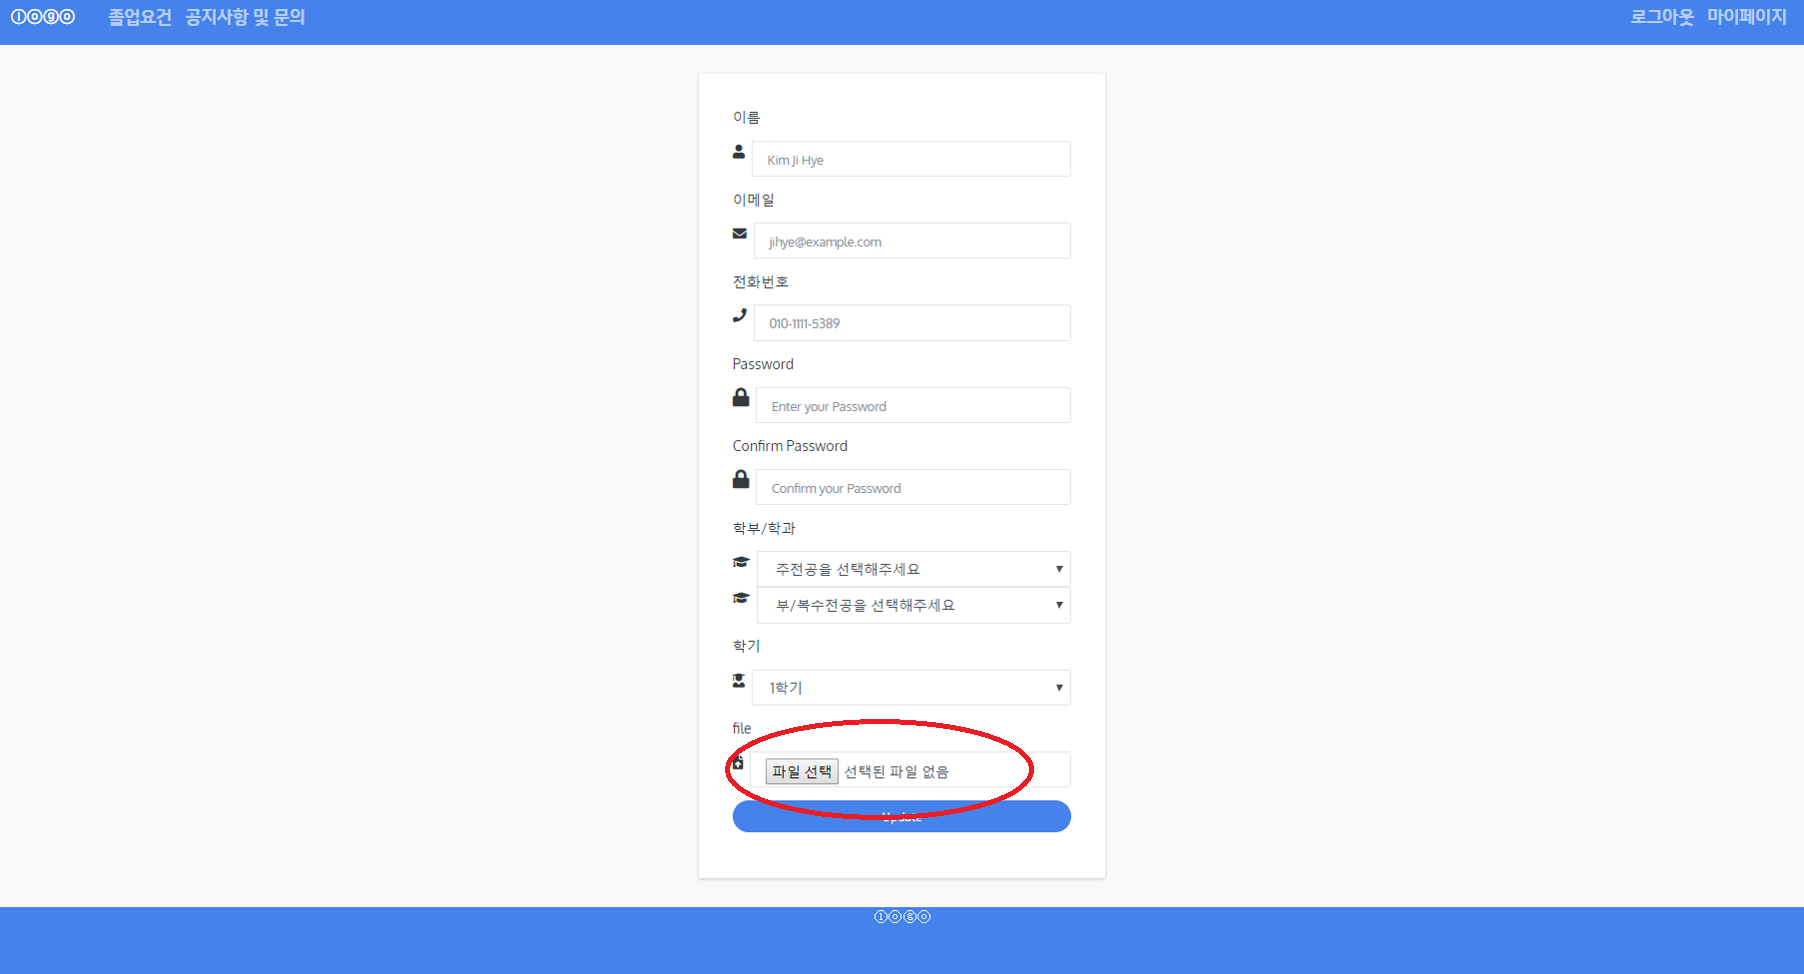 ⓛⓞⓖⓞ 졸업요건 공지사항 및 문의 로그아웃 마이페이지
이름
Kim Ji Hye
이메일
jihye@example.com
전화번호
010-1111-5389
Password
Enter your Password
Confirm Password
Confirm your Password
학부/학과
주전공을 선택해주세요
부/복수전공을 선택해주세요
학기
1학기
file
파일 선택 선택된 파일 없음
Update
ⓛⓞⓖⓞ